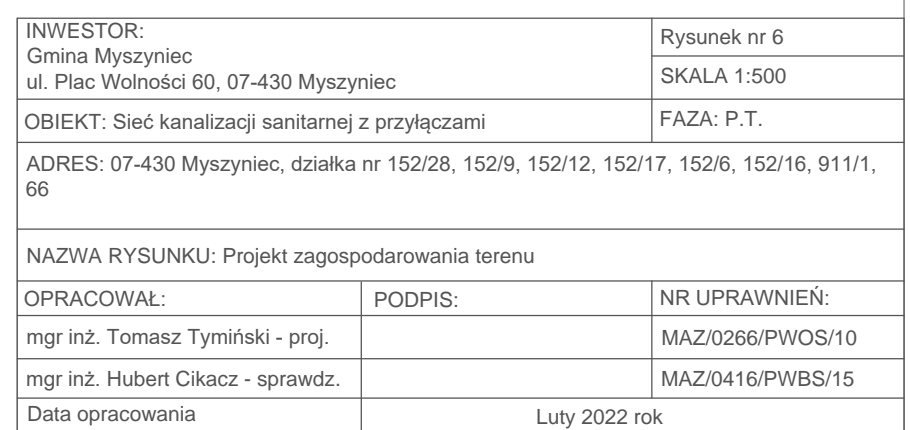 INWESTOR:
Gmina Myszyniec
ul. Plac Wolności 60, 07-430 Myszyniec
Rysunek nr 6
SKALA 1:500
OBIEKT: Sieć kanalizacji sanitarnej z przyłączami
FAZA: P.T.
ADRES: 07-430 Myszyniec, działka nr 152/28, 152/9, 152/12, 152/17, 152/6, 152/16, 911/1,
66
NAZWA RYSUNKU: Projekt zagospodarowania terenu
OPRACOWAŁ:
PODPIS:
NR UPRAWNIEŃ:
mgr inż. Tomasz Tymiński - proj.
MAZ/0266/PWOS/10
mgr inż. Hubert Cikacz - sprawdz.
MAZ/0416/PWBS/15
Data opracowania
Luty 2022 rok